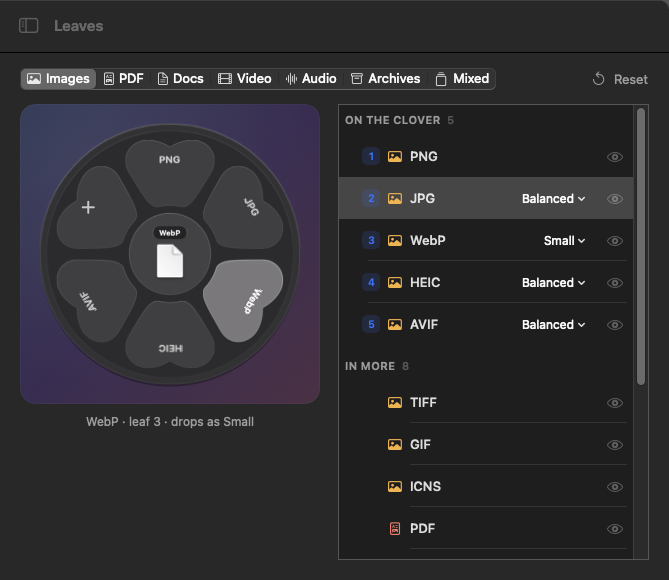 Leaves
Images PDF Docs Video Audio Archives Mixed Reset
PNG
JPG
WebP
WebP
AVIF
HEIC
WebP · leaf 3 · drops as Small
ON THE CLOVER 5
1 PNG
2 JPG Balanced
3 WebP Small
4 HEIC Balanced
5 AVIF Balanced
IN MORE 8
TIFF
GIF
ICNS
PDF